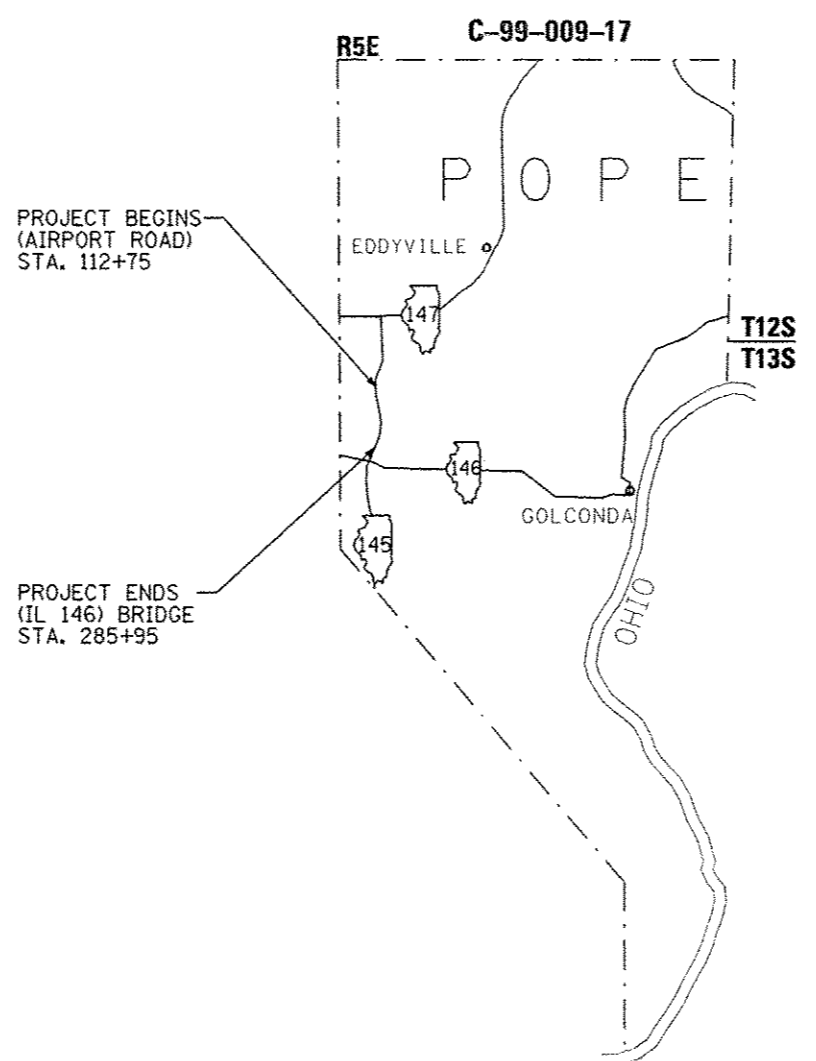 C-99-009-17
R5E
POPE
PROJECT BEGINS
(AIRPORT ROAD)
STA. 112+75
EDDYVILLE
147
T12S
T13S
146
GOLCONDA
145
PROJECT ENDS
(IL 146) BRIDGE
STA. 285+95
OHIO